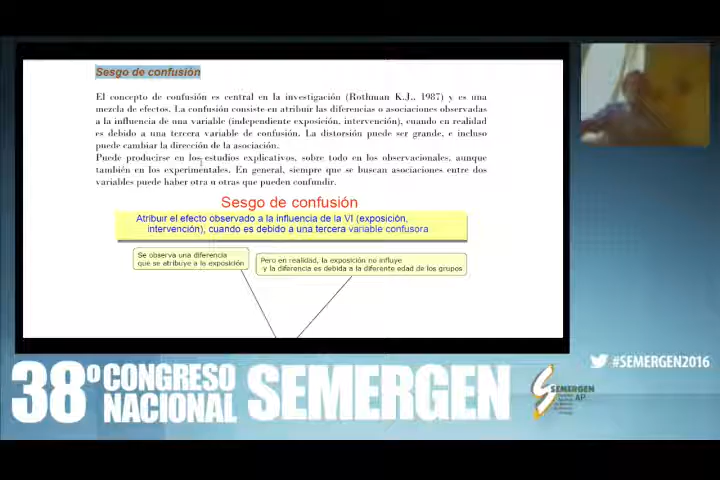 Sesgo de confusión
El concepto de confusión es central en la investigación (Rothman K.J., 1987) y es una
mezcla de efectos. La confusión consiste en atribuir las diferencias o asociaciones observadas
a la influencia de una variable (independiente exposición, intervención), cuando en realidad
es debido a una tercera variable de confusión. La distorsión puede ser grande, e incluso
puede cambiar la dirección de la asociación.
Puede producirse en los estudios explicativos, sobre todo en los observacionales, aunque
también en los experimentales. En general, siempre que se buscan asociaciones entre dos
variables puede haber otra u otras que pueden confundir.
Sesgo de confusión
Atribuir el efecto observado a la influencia de la VI (exposición,
intervención), cuando es debido a una tercera variable confusora
Se observa una diferencia
que se atribuye a la exposición
Pero en realidad, la exposición no influye
y la diferencia es debida a la diferente edad de los grupos
#SEMERGEN2016
38º CONGRESO
NACIONAL SEMERGEN
SEMERGEN
AP